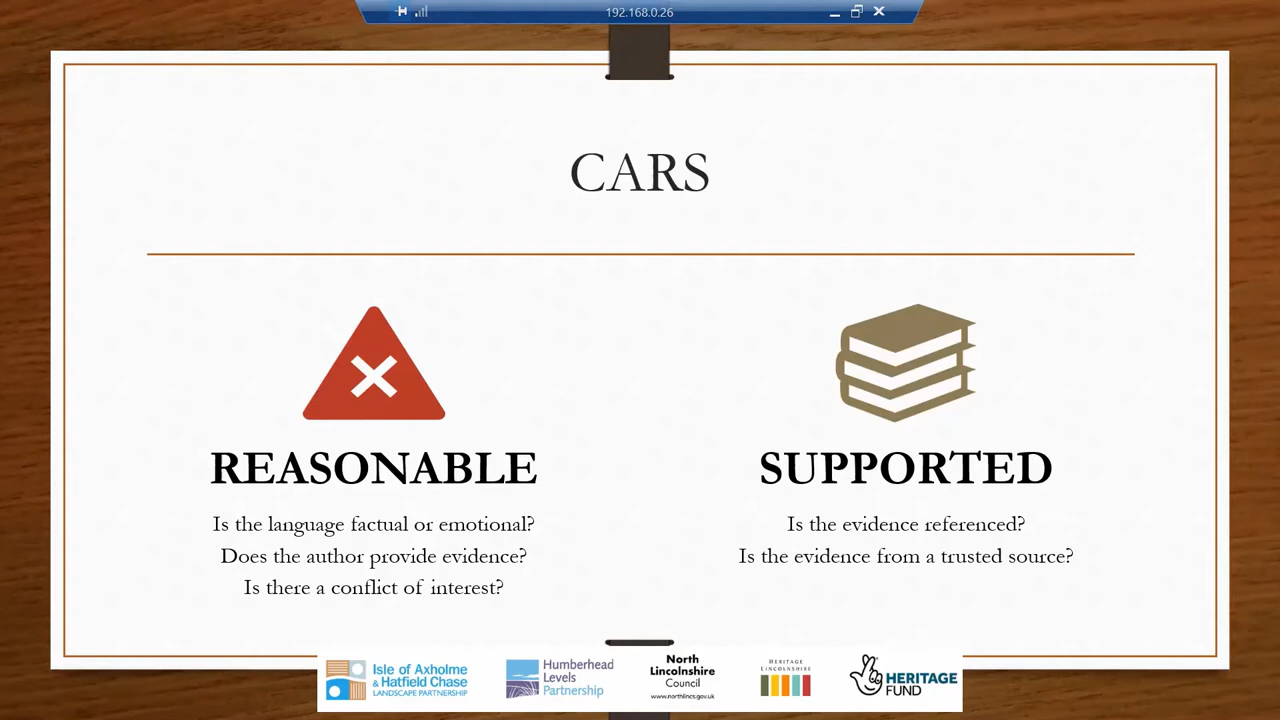 192.168.0.26
CARS
REASONABLE
Is the language factual or emotional?
Does the author provide evidence?
Is there a conflict of interest?
SUPPORTED
Is the evidence referenced?
Is the evidence from a trusted source?
Isle of Axholme
& Hatfield Chase
LANDSCAPE PARTNERSHIP
Humberhead
Levels
Partnership
North
Lincolnshire
Council
www.northlincs.gov.uk
HERITAGE
LINCOLNSHIRE
HERITAGE
FUND